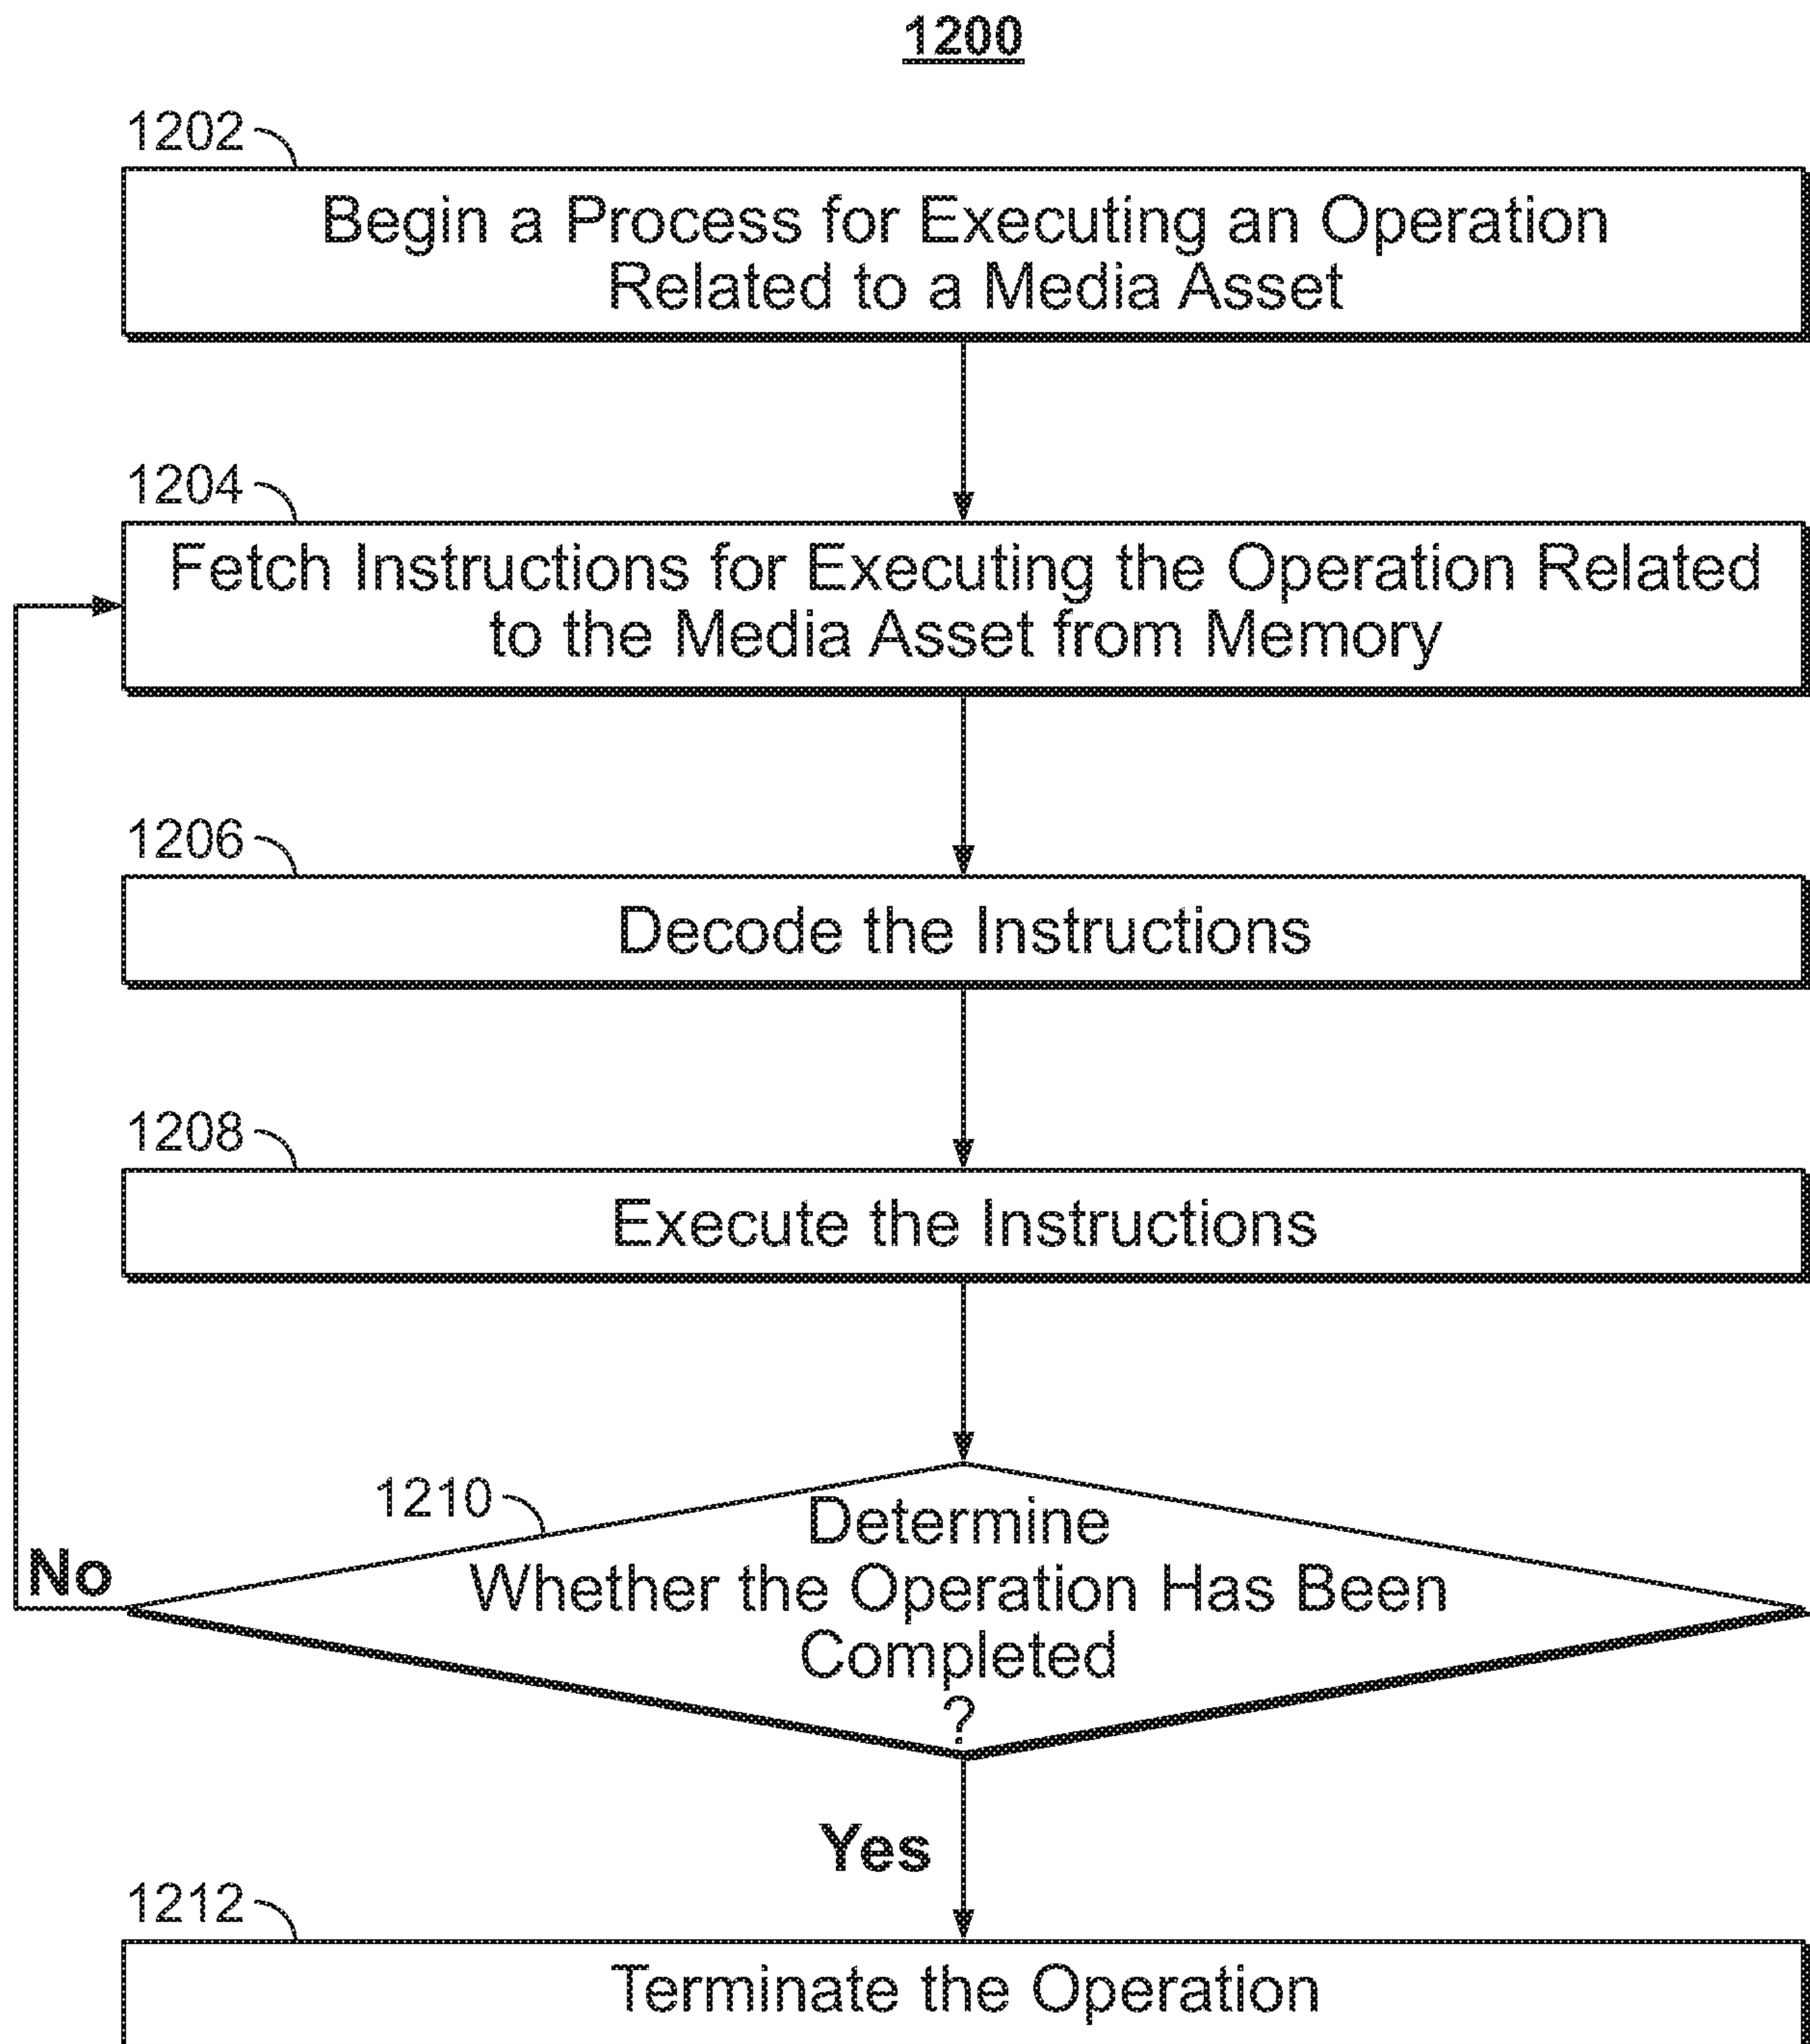 1200
1202
Begin a Process for Executing an Operation
Related to a Media Asset
1204
Fetch Instructions for Executing the Operation Related
to the Media Asset from Memory
1206
Decode the Instructions
1208
Execute the Instructions
1210
Determine
Whether the Operation Has Been
Completed
?
No
Yes
1212
Terminate the Operation